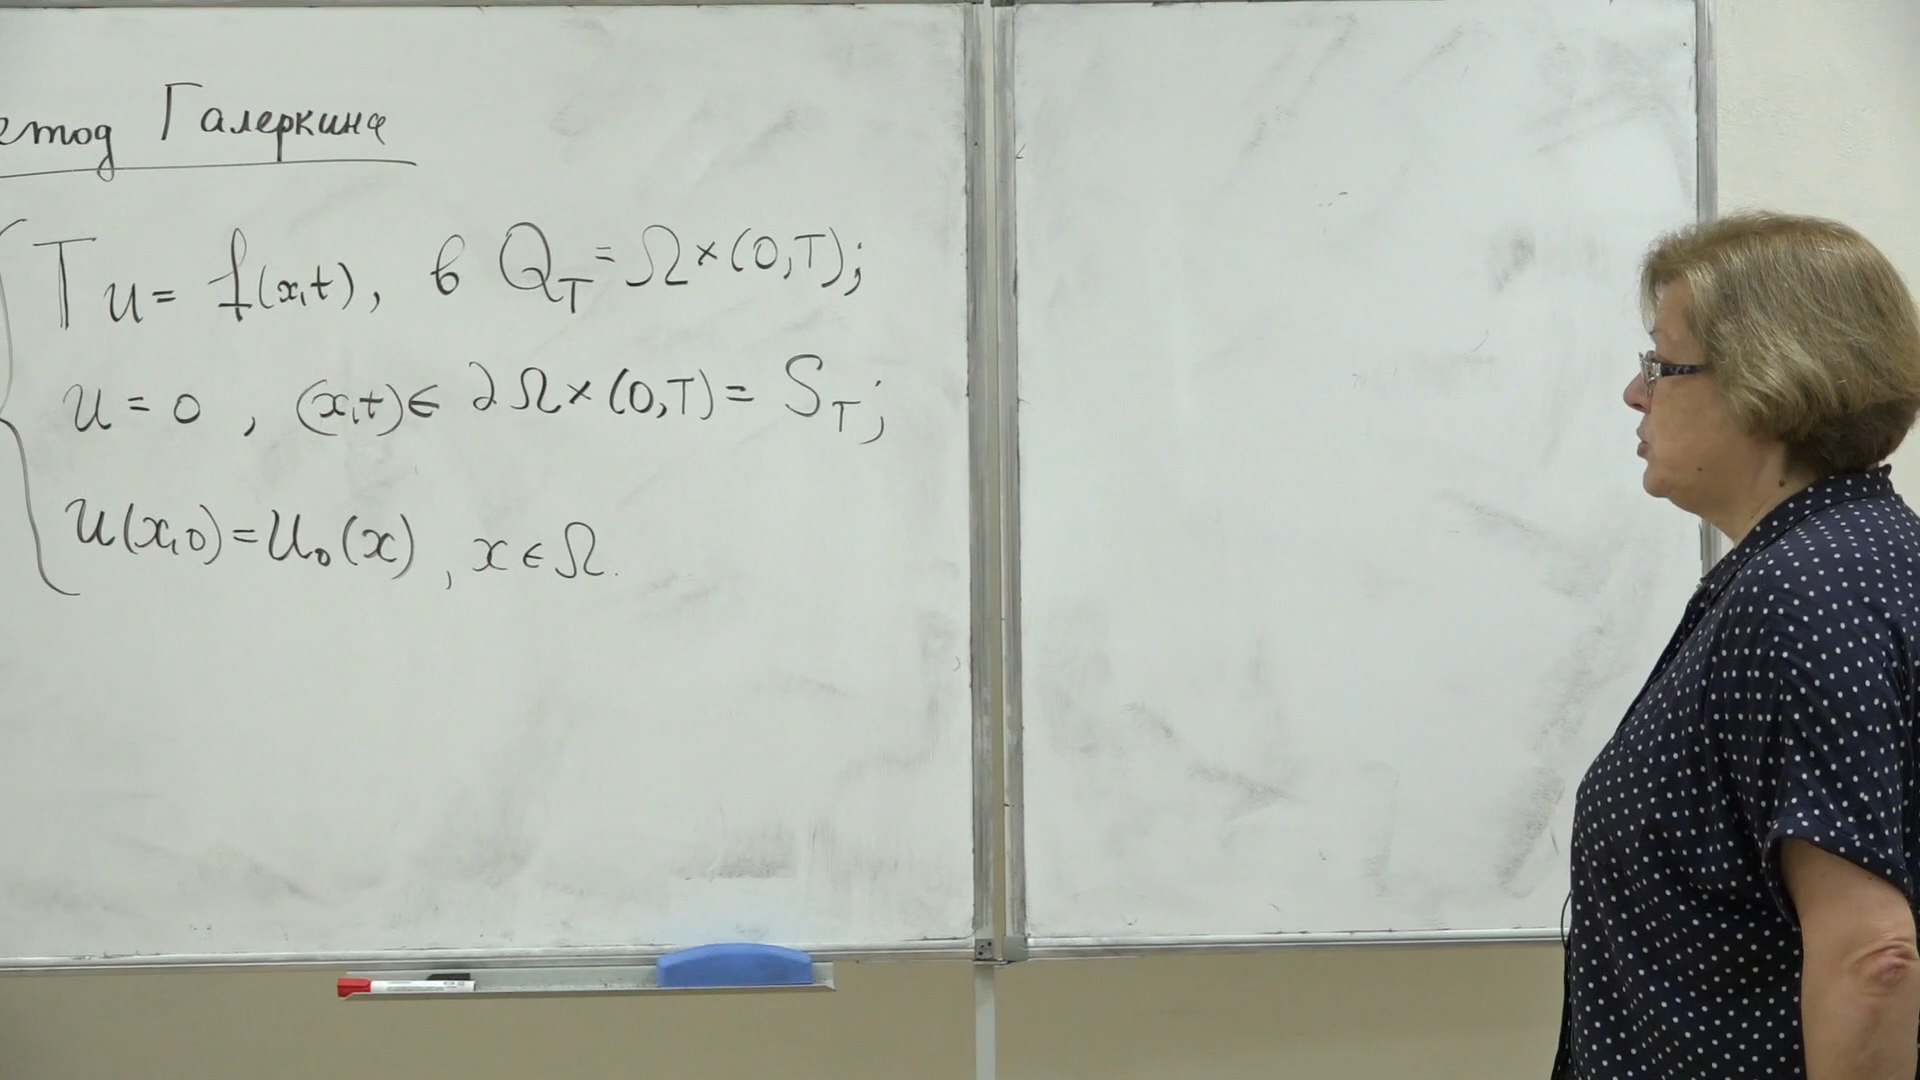 етод Галеркина
Tu = f(x,t), в Q_T = Ω × (0,T);
u = 0, (x,t) ∈ ∂Ω × (0,T) = S_T;
u(x,0) = u₀(x), x ∈ Ω.